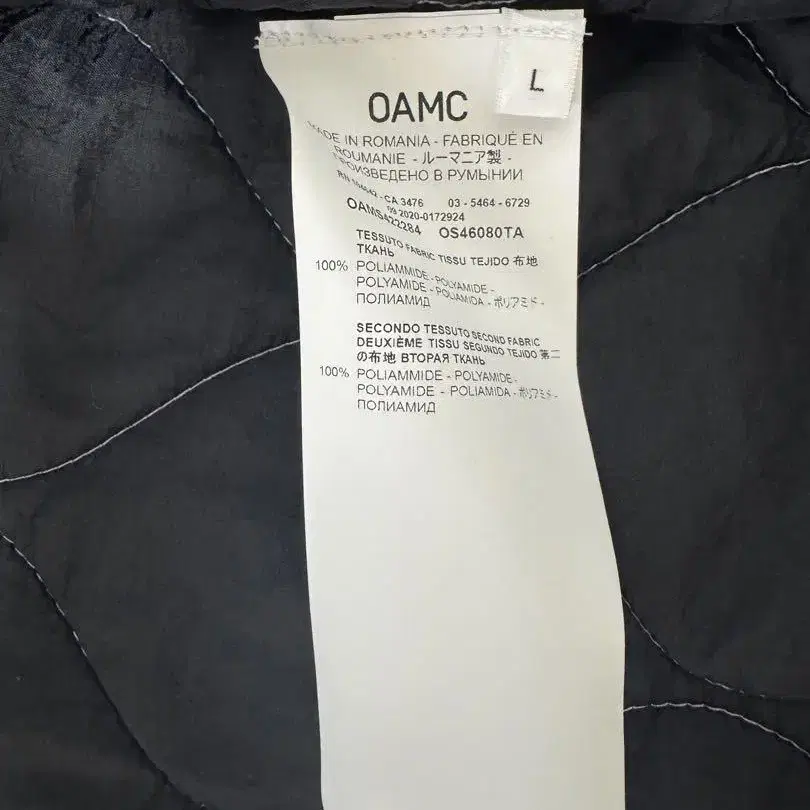 L
OAMC
MADE IN ROMANIA - FABRIQUÉ EN
ROUMANIE - ルーマニア製 -
ПРОИЗВЕДЕНО В РУМЫНИИ
- CA 3476 03 - 5464 - 6729
09 2020-0172924
OAMS422284 OS46080TA
TESSUTO FABRIC TISSU TEJIDO 布地
ТКАНЬ
100% POLIAMMIDE - POLYAMIDE -
POLYAMIDE - POLIAMIDA - ポリアミド -
ПОЛИАМИД
SECONDO TESSUTO SECOND FABRIC
DEUXIÈME TISSU SEGUNDO TEJIDO 第二
の布地 ВТОРАЯ ТКАНЬ
100% POLIAMMIDE - POLYAMIDE -
POLYAMIDE - POLIAMIDA - ポリアミド -
ПОЛИАМИД